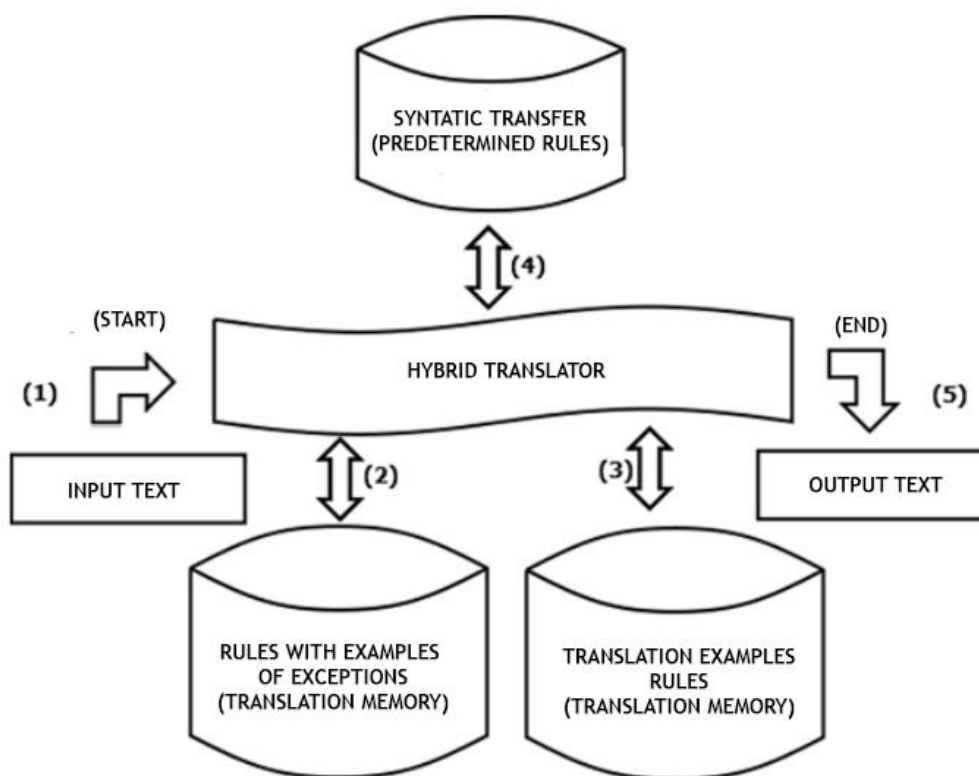 SYNTATIC TRANSFER
(PREDETERMINED RULES)
(4)
(START)
(END)
HYBRID TRANSLATOR
(1)
(5)
(2)
(3)
INPUT TEXT
OUTPUT TEXT
RULES WITH EXAMPLES
OF EXCEPTIONS
(TRANSLATION MEMORY)
TRANSLATION EXAMPLES
RULES
(TRANSLATION MEMORY)